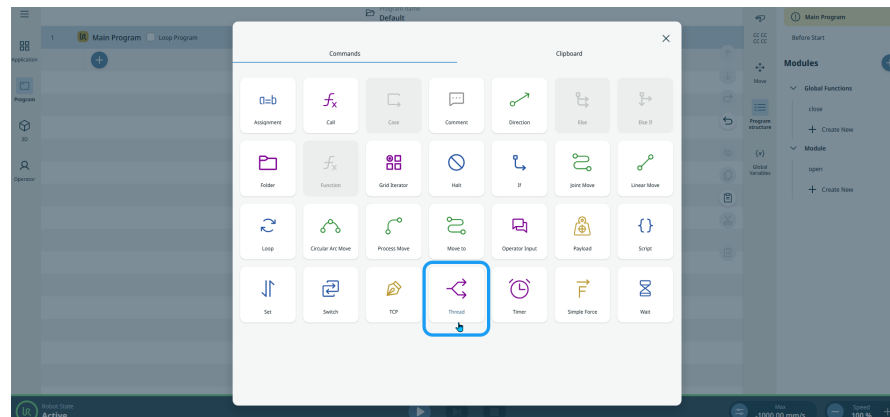 Program name
Default
Main Program
1 Main Program Loop Program
Before Start
Application
Program
3D
Operator
Commands
Clipboard
Assignment
Call
Case
Comment
Direction
Else
Else If
Folder
Function
Grid Iterator
Halt
If
Joint Move
Linear Move
Loop
Circular Arc Move
Process Move
Move to
Operator Input
Payload
Script
Set
Switch
TCP
Thread
Timer
Simple Force
Wait
CC CC
CC CC
Move
Program
structure
Global
Variables
Modules
Global Functions
close
Create New
Module
open
Create New
Robot State
Active
Max
-1000.00 mm/s
Speed
100 %